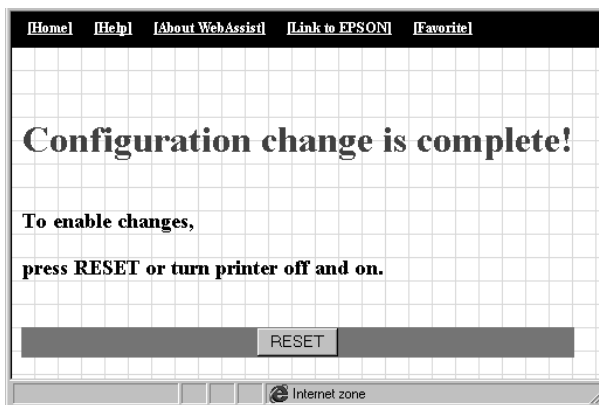 [Home] [Help] [About WebAssist] [Link to EPSON] [Favorite]
Configuration change is complete!
To enable changes,
press RESET or turn printer off and on.
RESET
Internet zone